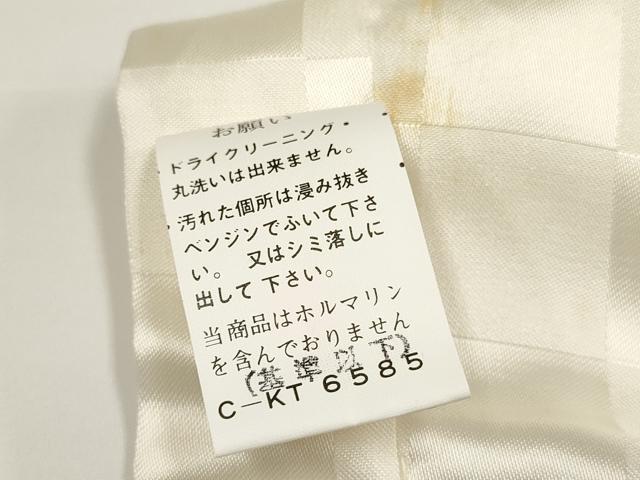 お願い
ドライクリーニング・
丸洗いは出来ません。
汚れた個所は浸み抜き
ベンジンでふいて下さ
い。 又はシミ落しに
出して下さい。
当商品はホルマリン
を含んでおりません
(基準以下)
C-KT 6585